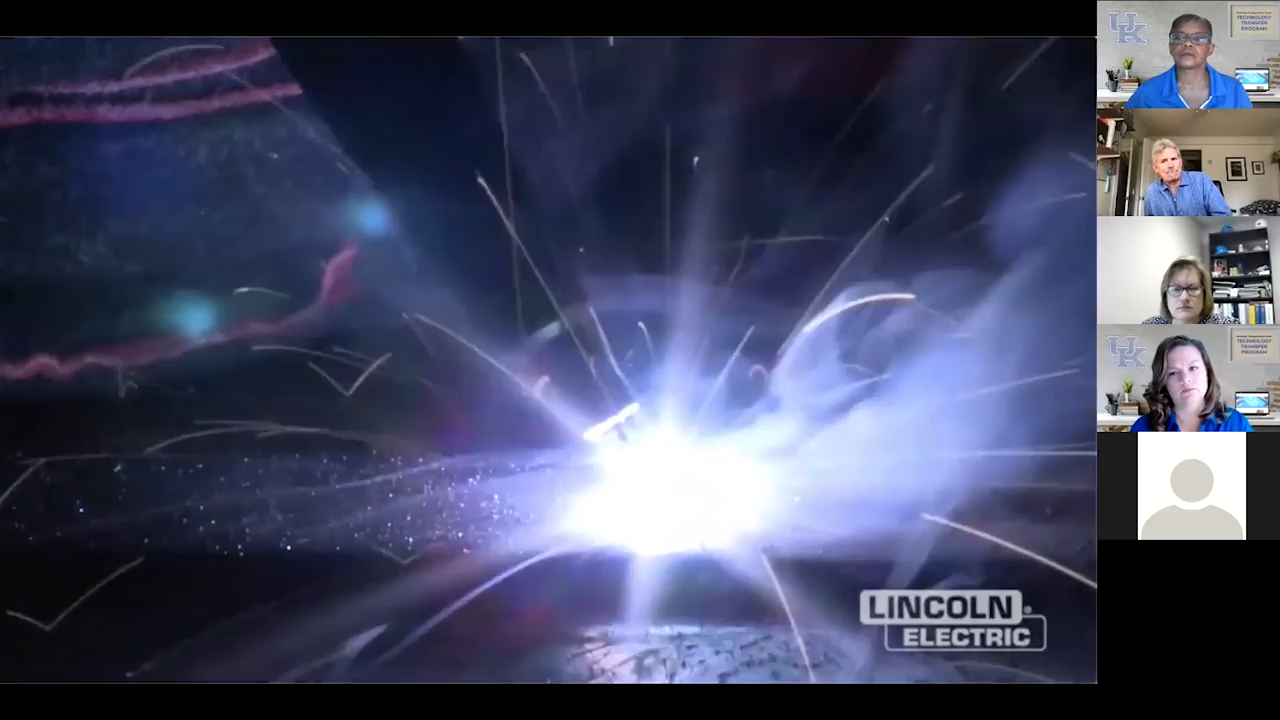 LINCOLN
ELECTRIC
UK
TECHNOLOGY
TRANSFER
PROGRAM
UK
TECHNOLOGY
TRANSFER
PROGRAM